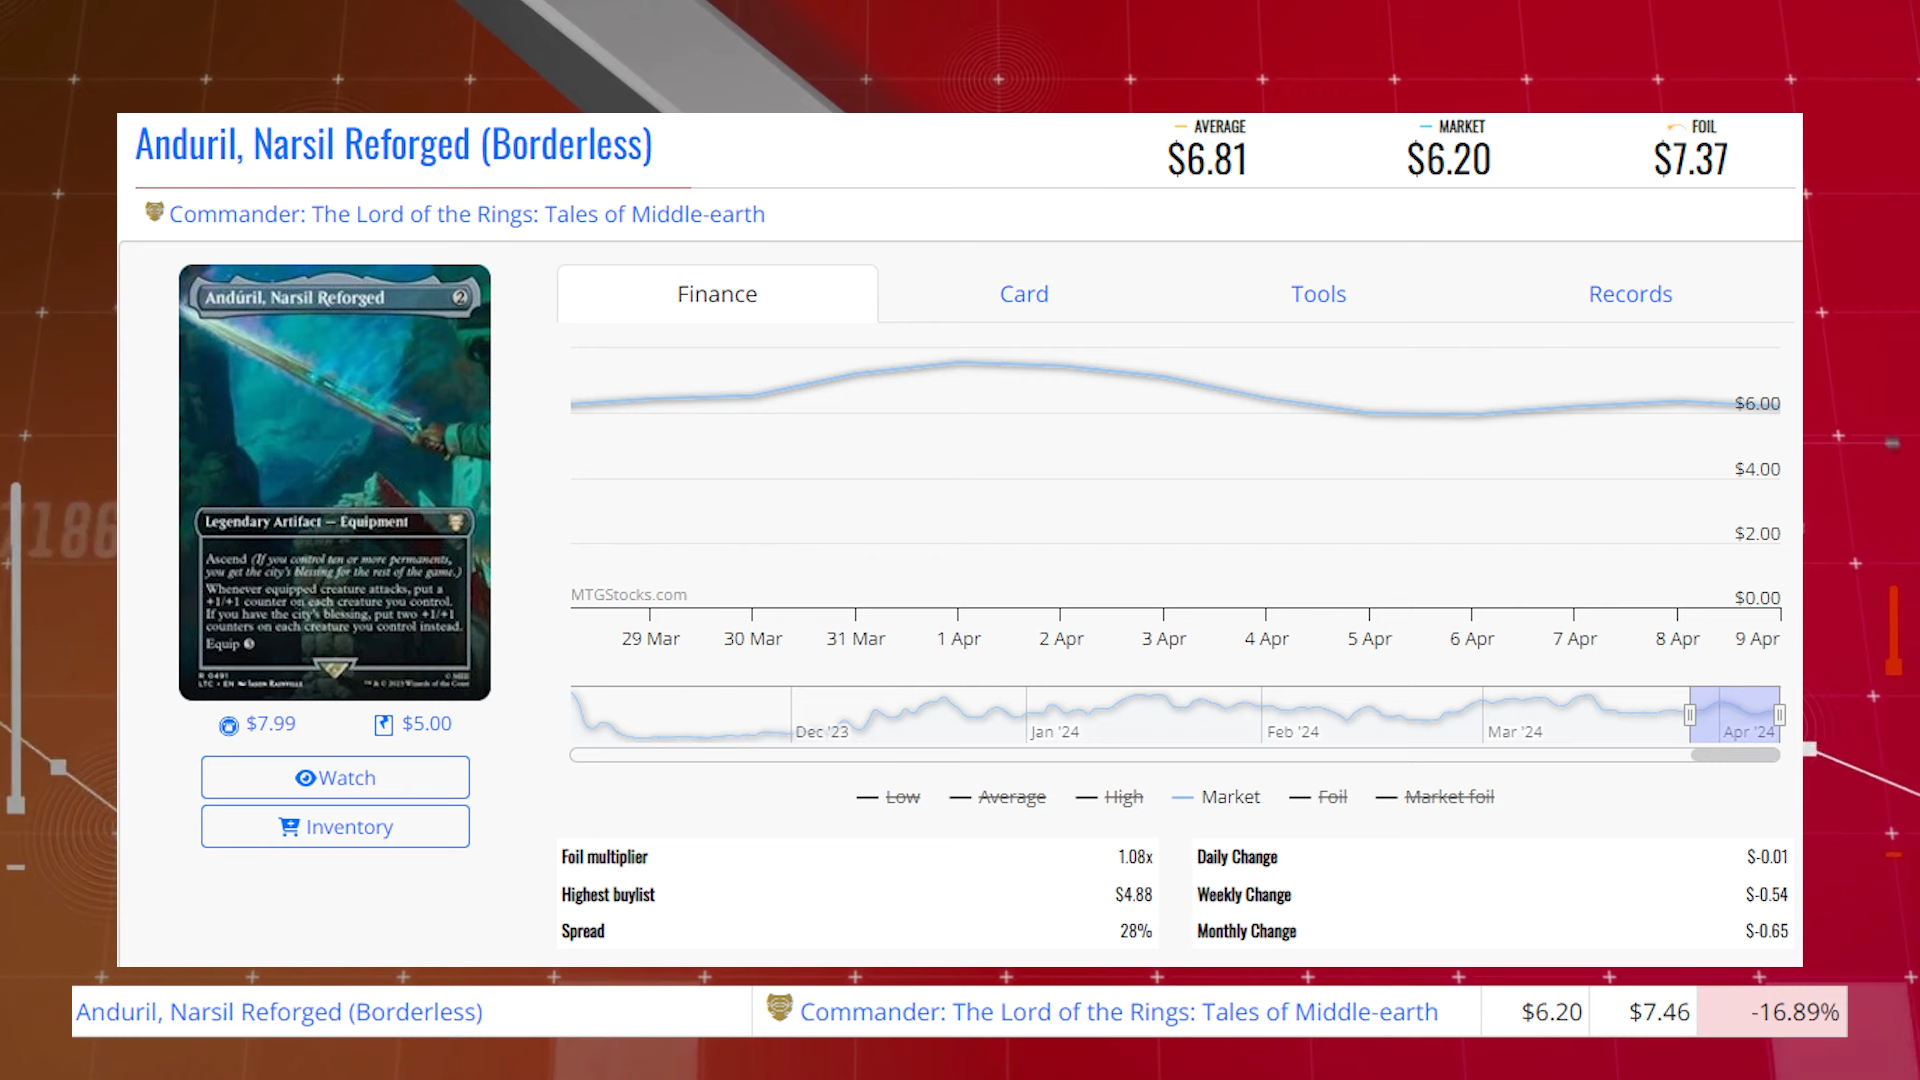 Anduril, Narsil Reforged (Borderless)
AVERAGE
$6.81
MARKET
$6.20
FOIL
$7.37
Commander: The Lord of the Rings: Tales of Middle-earth
Andúril, Narsil Reforged 2
Legendary Artifact — Equipment
Ascend (If you control ten or more permanents,
you get the city's blessing for the rest of the game.)
Whenever equipped creature attacks, put a
+1/+1 counter on each creature you control.
If you have the city's blessing, put two +1/+1
counters on each creature you control instead.
Equip 3
R 0491
LTC • EN Jason Rainville
$7.99
$5.00
Watch
Inventory
Finance
Card
Tools
Records
$6.00
$4.00
$2.00
$0.00
MTGStocks.com
29 Mar 30 Mar 31 Mar 1 Apr 2 Apr 3 Apr 4 Apr 5 Apr 6 Apr 7 Apr 8 Apr 9 Apr
Dec '23 Jan '24 Feb '24 Mar '24 Apr '24
Low Average High Market Foil Market foil
Foil multiplier 1.08x
Highest buylist $4.88
Spread 28%
Daily Change $-0.01
Weekly Change $-0.54
Monthly Change $-0.65
Anduril, Narsil Reforged (Borderless) Commander: The Lord of the Rings: Tales of Middle-earth $6.20 $7.46 -16.89%
7186